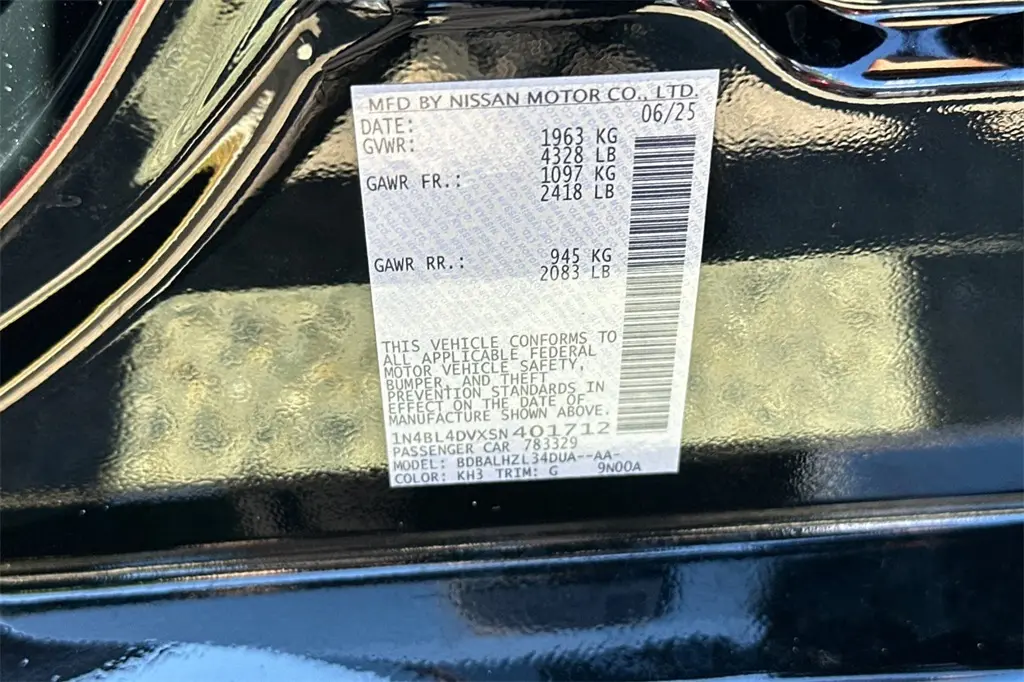 MFD BY NISSAN MOTOR CO., LTD.
DATE: 06/25
GVWR: 1963 KG
4328 LB
GAWR FR.: 1097 KG
2418 LB
GAWR RR.: 945 KG
2083 LB
THIS VEHICLE CONFORMS TO
ALL APPLICABLE FEDERAL
MOTOR VEHICLE SAFETY,
BUMPER, AND THEFT
PREVENTION STANDARDS IN
EFFECT ON THE DATE OF
MANUFACTURE SHOWN ABOVE.
1N4BL4DVXSN401712
PASSENGER CAR 783329
MODEL: BDBALHZL34DUA--AA-
COLOR: KH3 TRIM: G 9N00A